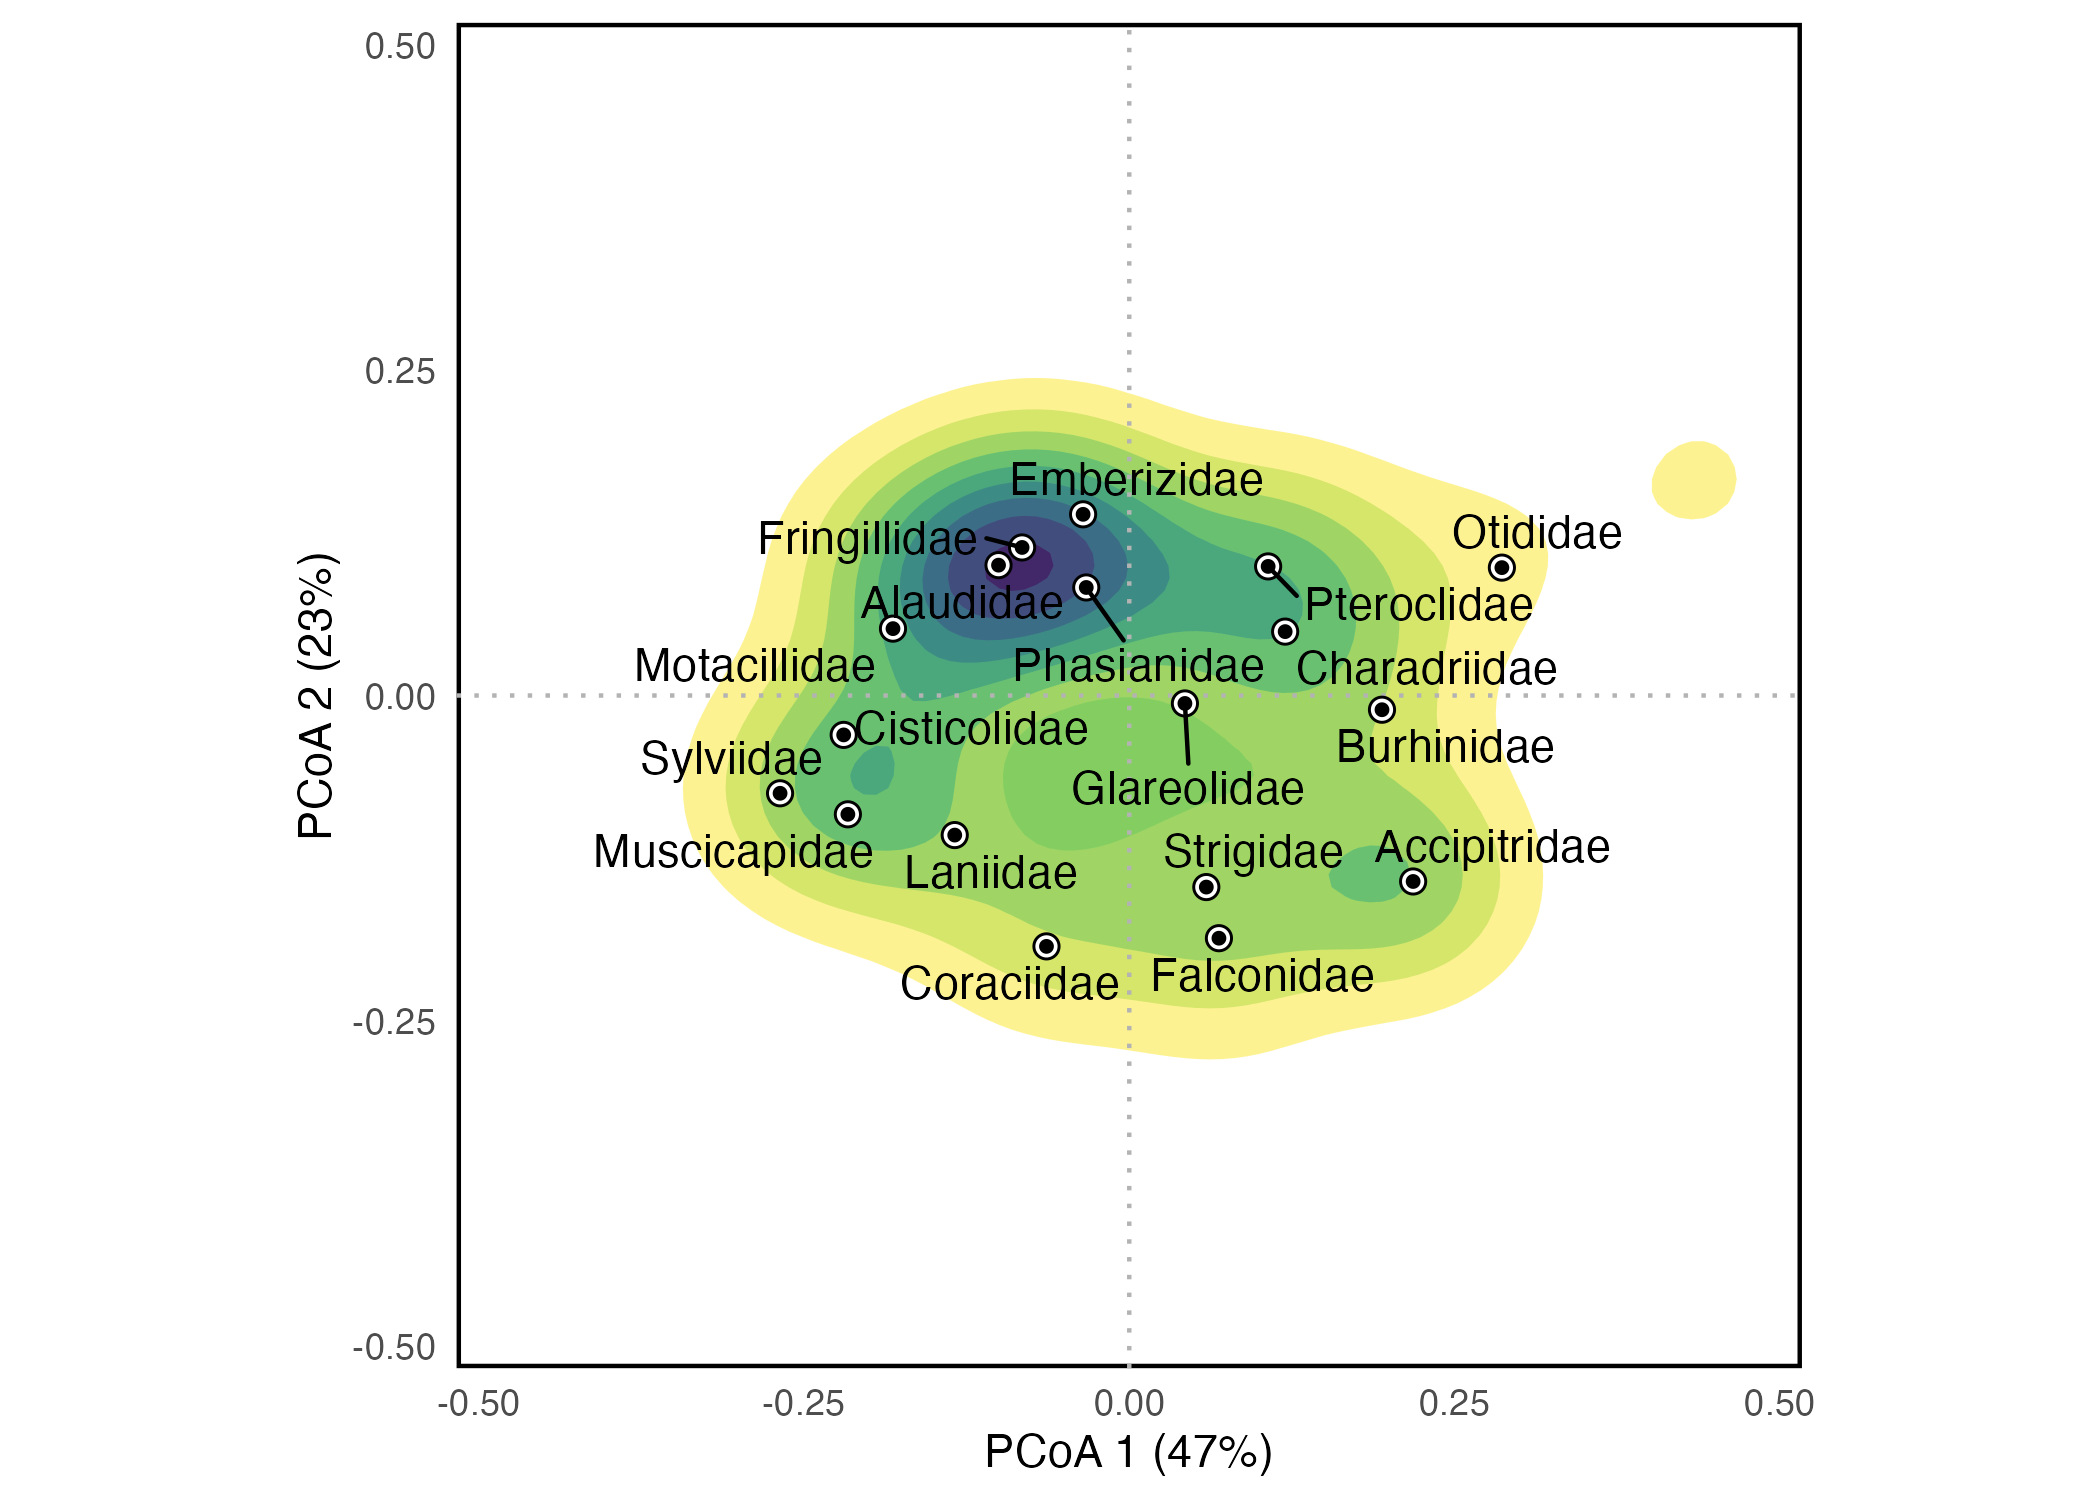 0.50
0.25
Emberizidae
Otididae
Fringillidae
Alaudidae
Pteroclidae
Motacillidae
Phasianidae
Charadriidae
0.00
Cisticolidae
Burhinidae
Sylviidae
Glareolidae
Muscicapidae
Laniidae
Strigidae
Accipitridae
Coraciidae
Falconidae
-0.25
-0.50
PCoA 2 (23%)
-0.50 -0.25 0.00 0.25 0.50
PCoA 1 (47%)